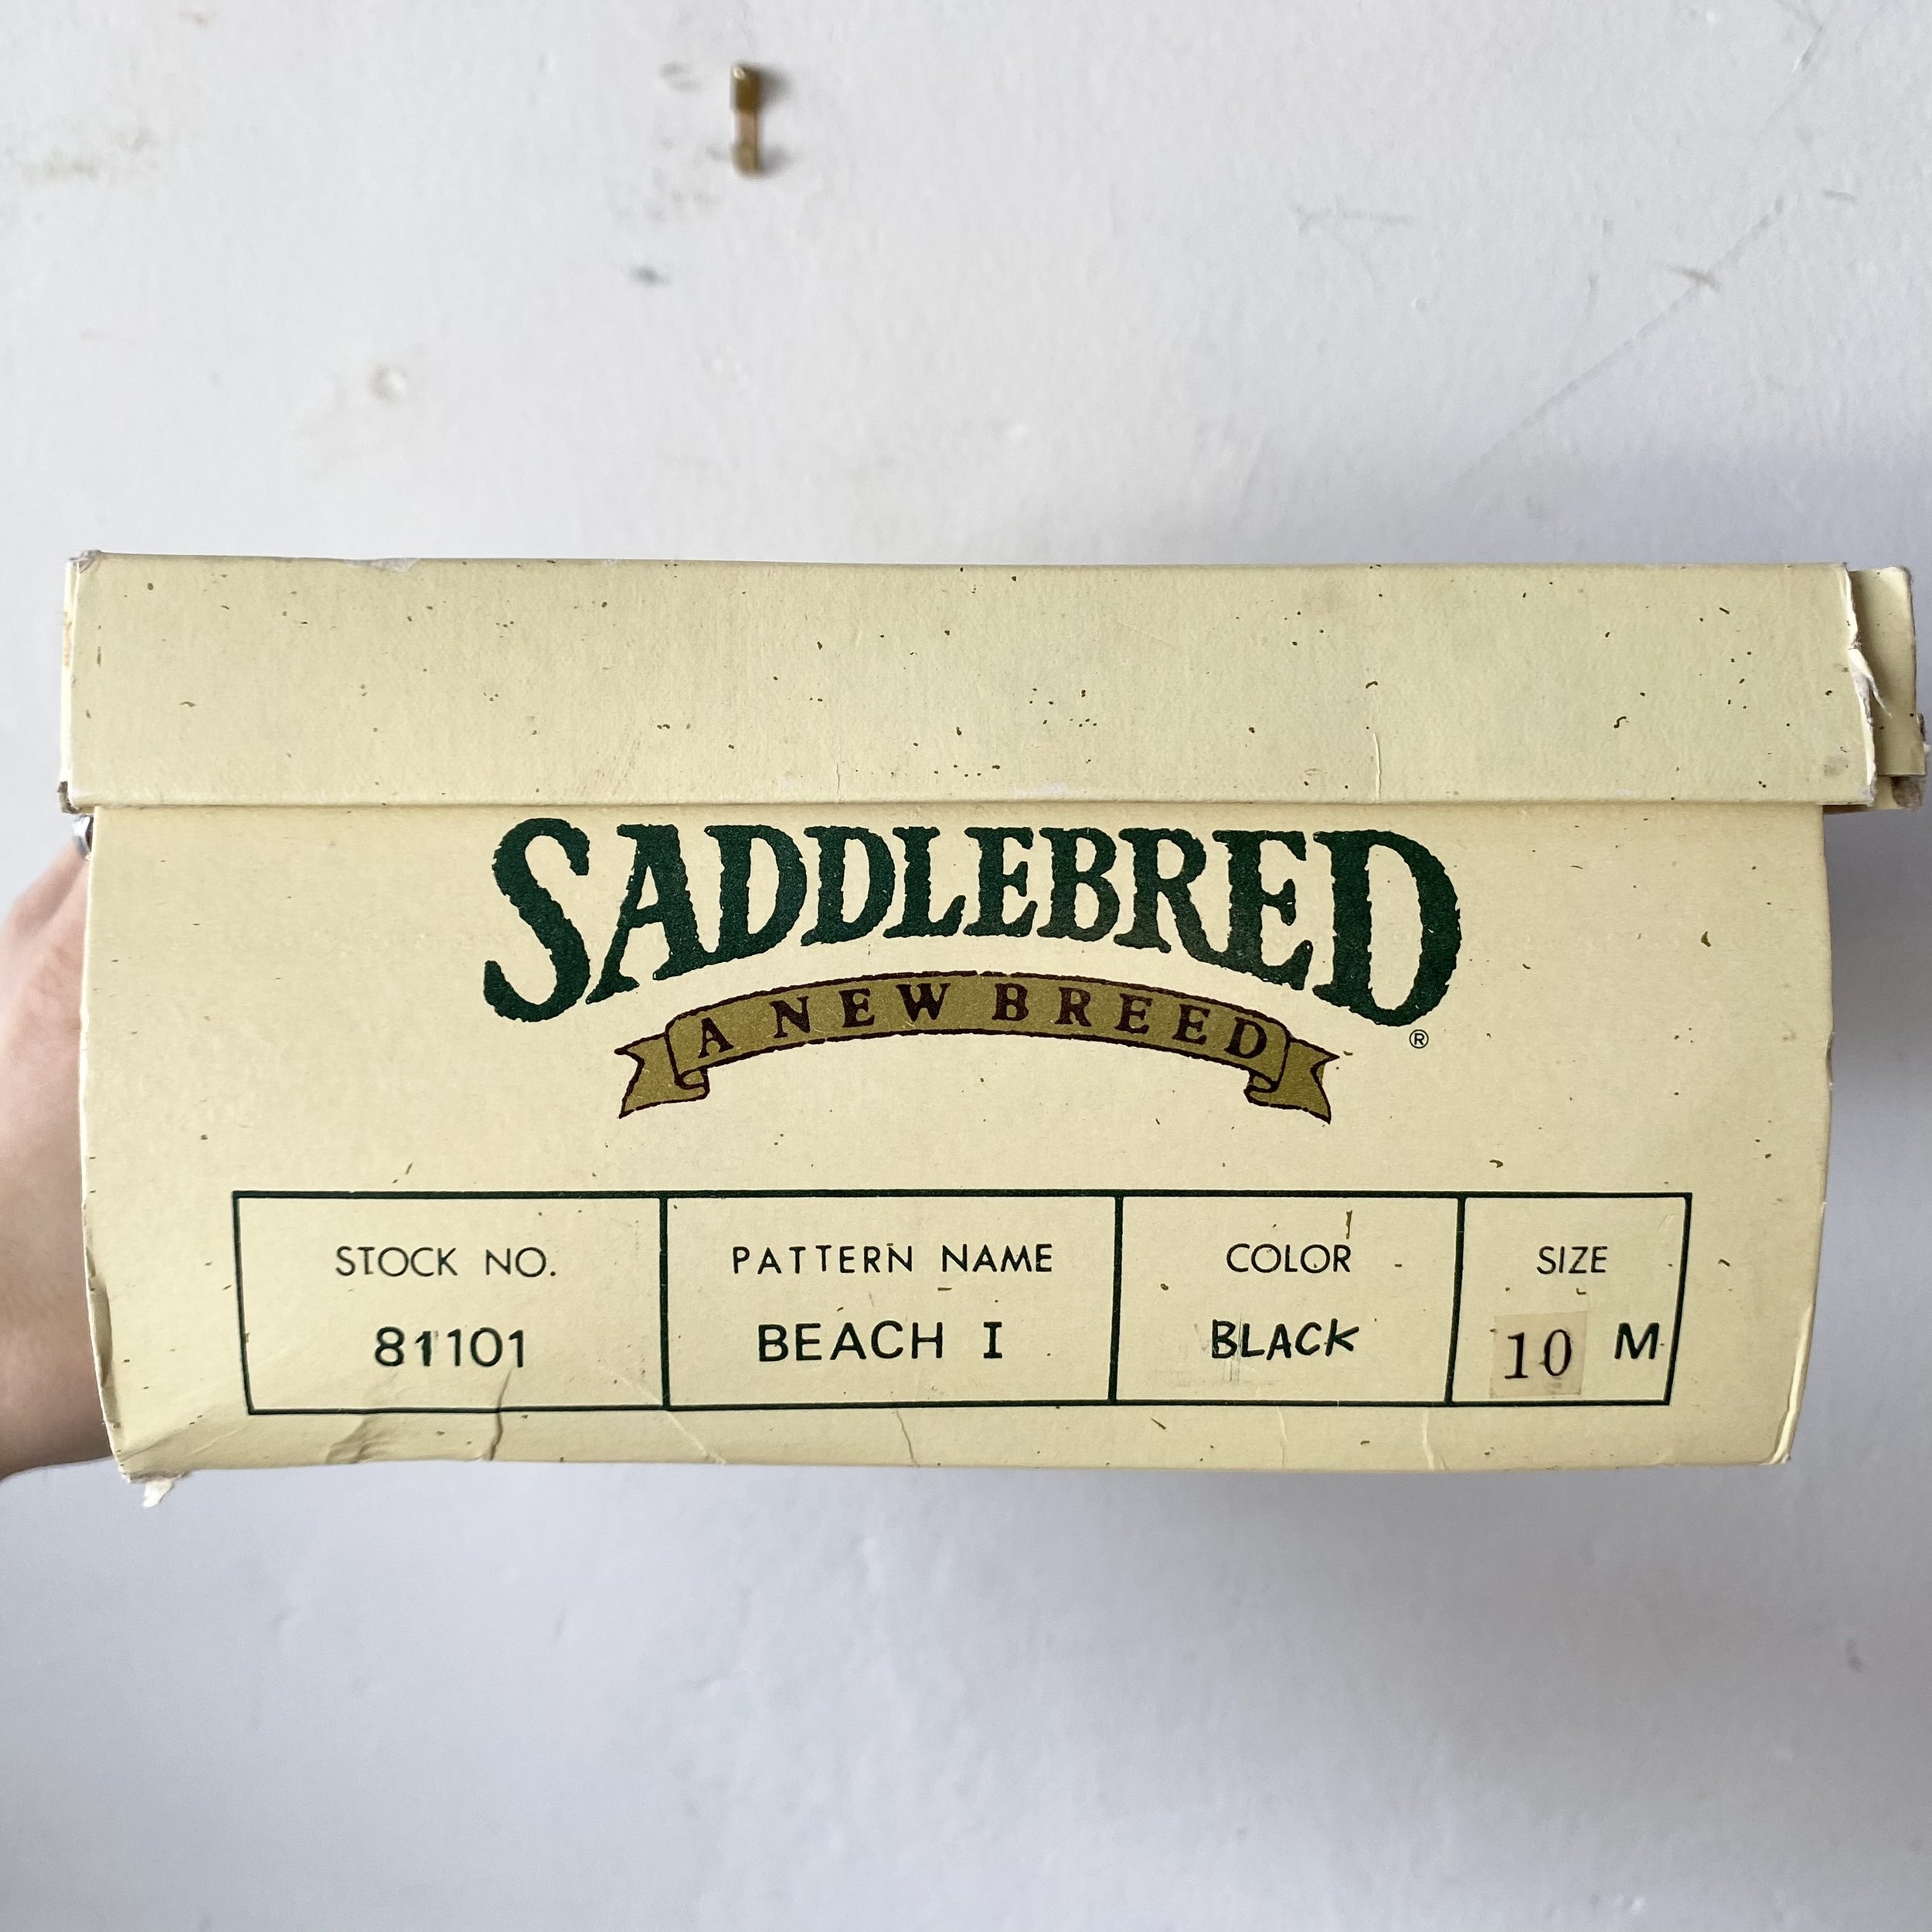 SADDLEBRED
A NEW BREED ®
STOCK NO. PATTERN NAME COLOR SIZE
81101 BEACH I BLACK 10 M